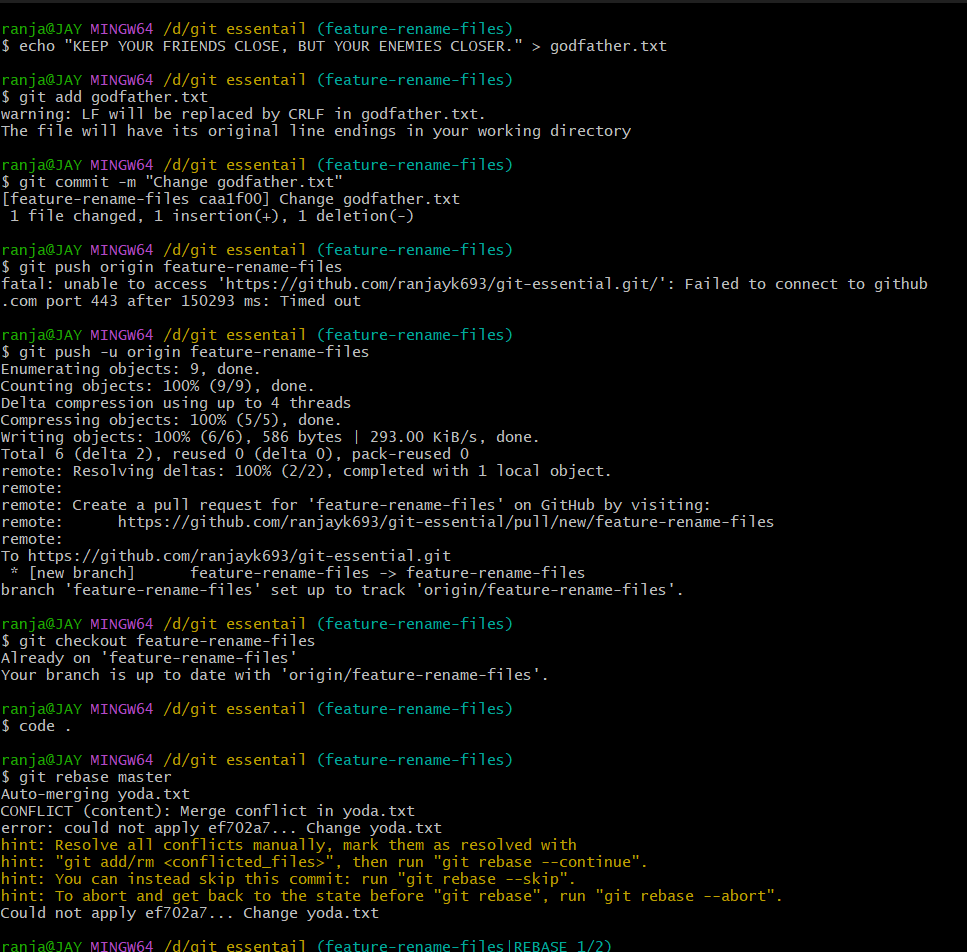 ranja@JAY MINGW64 /d/git essentail (feature-rename-files)
$ echo "KEEP YOUR FRIENDS CLOSE, BUT YOUR ENEMIES CLOSER." > godfather.txt
ranja@JAY MINGW64 /d/git essentail (feature-rename-files)
$ git add godfather.txt
warning: LF will be replaced by CRLF in godfather.txt.
The file will have its original line endings in your working directory
ranja@JAY MINGW64 /d/git essentail (feature-rename-files)
$ git commit -m "Change godfather.txt"
[feature-rename-files caa1f00] Change godfather.txt
 1 file changed, 1 insertion(+), 1 deletion(-)
ranja@JAY MINGW64 /d/git essentail (feature-rename-files)
$ git push origin feature-rename-files
fatal: unable to access 'https://github.com/ranjayk693/git-essential.git/': Failed to connect to github
.com port 443 after 150293 ms: Timed out
ranja@JAY MINGW64 /d/git essentail (feature-rename-files)
$ git push -u origin feature-rename-files
Enumerating objects: 9, done.
Counting objects: 100% (9/9), done.
Delta compression using up to 4 threads
Compressing objects: 100% (5/5), done.
Writing objects: 100% (6/6), 586 bytes | 293.00 KiB/s, done.
Total 6 (delta 2), reused 0 (delta 0), pack-reused 0
remote: Resolving deltas: 100% (2/2), completed with 1 local object.
remote:
remote: Create a pull request for 'feature-rename-files' on GitHub by visiting:
remote:      https://github.com/ranjayk693/git-essential/pull/new/feature-rename-files
remote:
To https://github.com/ranjayk693/git-essential.git
 * [new branch]      feature-rename-files -> feature-rename-files
branch 'feature-rename-files' set up to track 'origin/feature-rename-files'.
ranja@JAY MINGW64 /d/git essentail (feature-rename-files)
$ git checkout feature-rename-files
Already on 'feature-rename-files'
Your branch is up to date with 'origin/feature-rename-files'.
ranja@JAY MINGW64 /d/git essentail (feature-rename-files)
$ code .
ranja@JAY MINGW64 /d/git essentail (feature-rename-files)
$ git rebase master
Auto-merging yoda.txt
CONFLICT (content): Merge conflict in yoda.txt
error: could not apply ef702a7... Change yoda.txt
hint: Resolve all conflicts manually, mark them as resolved with
hint: "git add/rm <conflicted_files>", then run "git rebase --continue".
hint: You can instead skip this commit: run "git rebase --skip".
hint: To abort and get back to the state before "git rebase", run "git rebase --abort".
Could not apply ef702a7... Change yoda.txt
ranja@JAY MINGW64 /d/git essentail (feature-rename-files|REBASE 1/2)